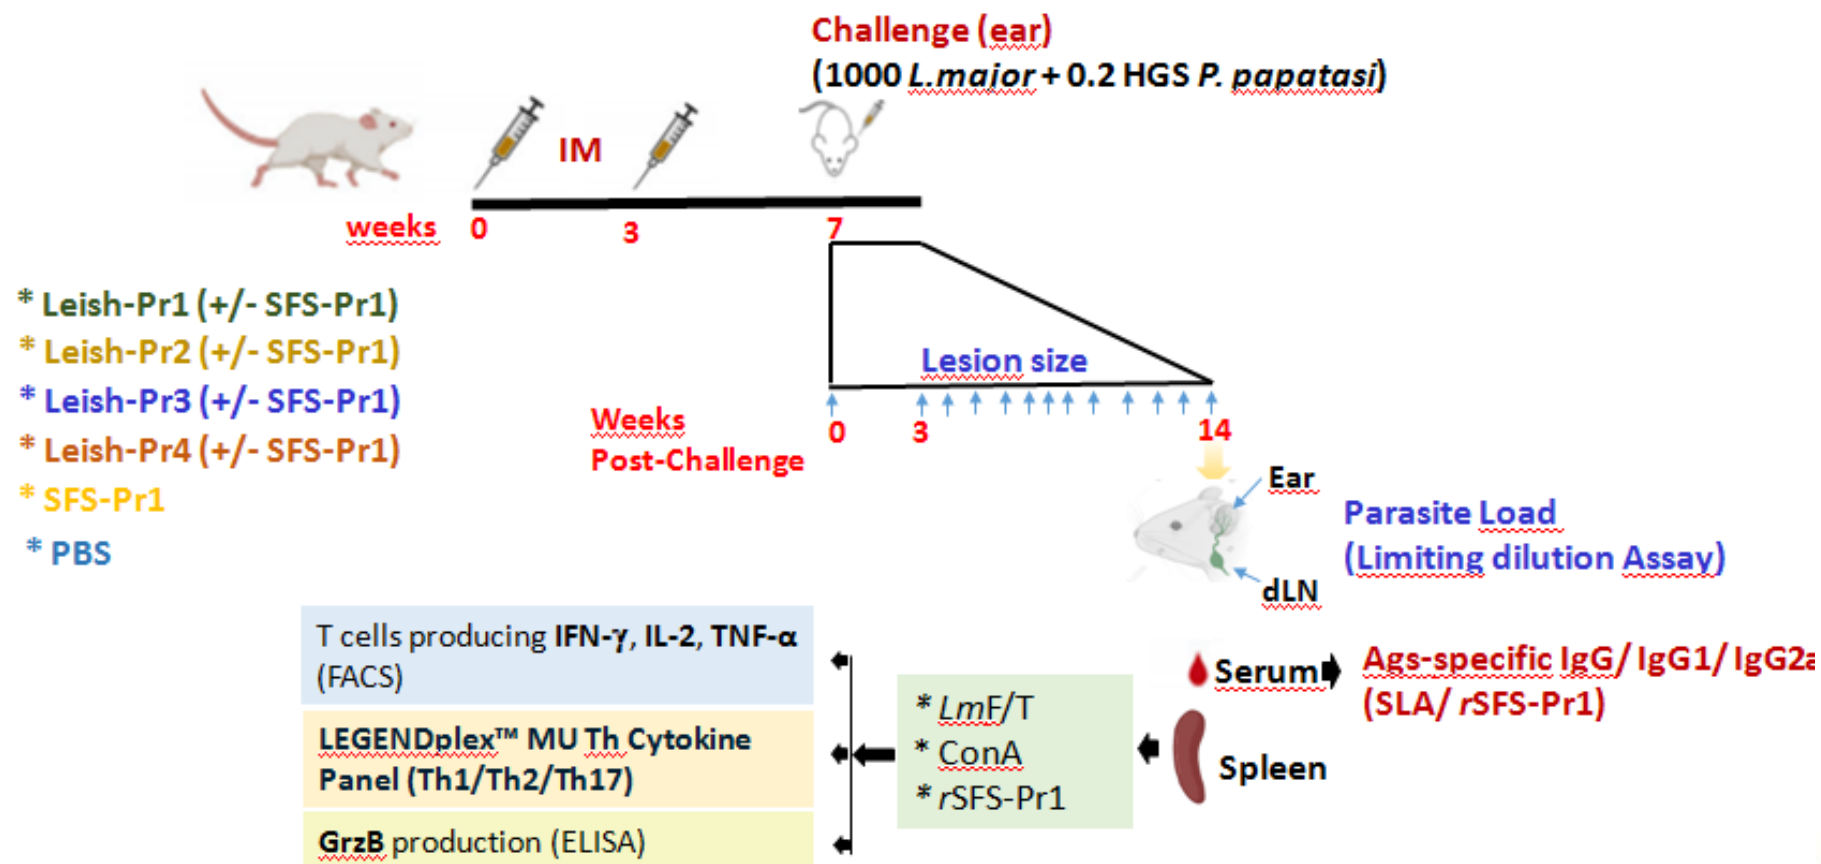 Challenge (ear)
(1000 L.major + 0.2 HGS P. papatasi)
IM
weeks 0 3 7
* Leish-Pr1 (+/- SFS-Pr1)
* Leish-Pr2 (+/- SFS-Pr1)
* Leish-Pr3 (+/- SFS-Pr1)
* Leish-Pr4 (+/- SFS-Pr1)
* SFS-Pr1
* PBS
Lesion size
Weeks
Post-Challenge
0 3 14
Ear
dLN
Parasite Load
(Limiting dilution Assay)
Serum
Ags-specific IgG/ IgG1/ IgG2a
(SLA/ rSFS-Pr1)
Spleen
* LmF/T
* ConA
* rSFS-Pr1
T cells producing IFN-γ, IL-2, TNF-α
(FACS)
LEGENDplex™ MU Th Cytokine
Panel (Th1/Th2/Th17)
GrzB production (ELISA)